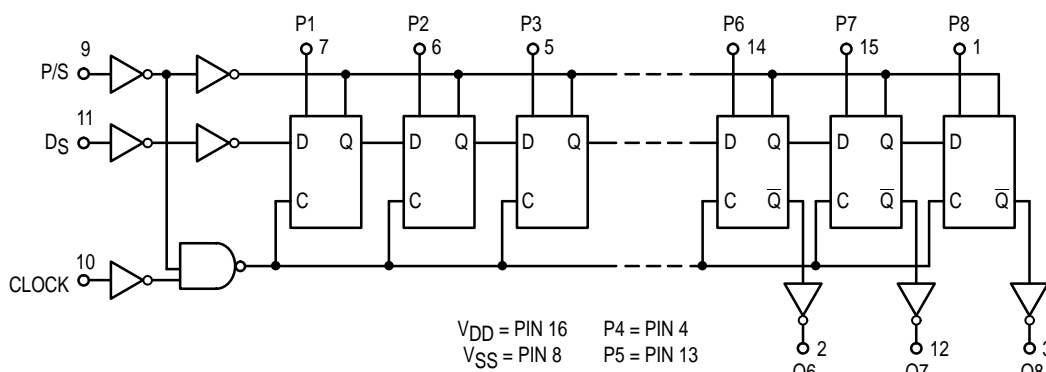 P1 P2 P3 P6 P7 P8
9 7 6 5 14 15 1
P/S
11
DS
D Q D Q D Q D Q D Q D
C C C C Q C Q C Q
10
CLOCK
VDD = PIN 16 P4 = PIN 4
VSS = PIN 8 P5 = PIN 13
2 12 3
Q6 Q7 Q8